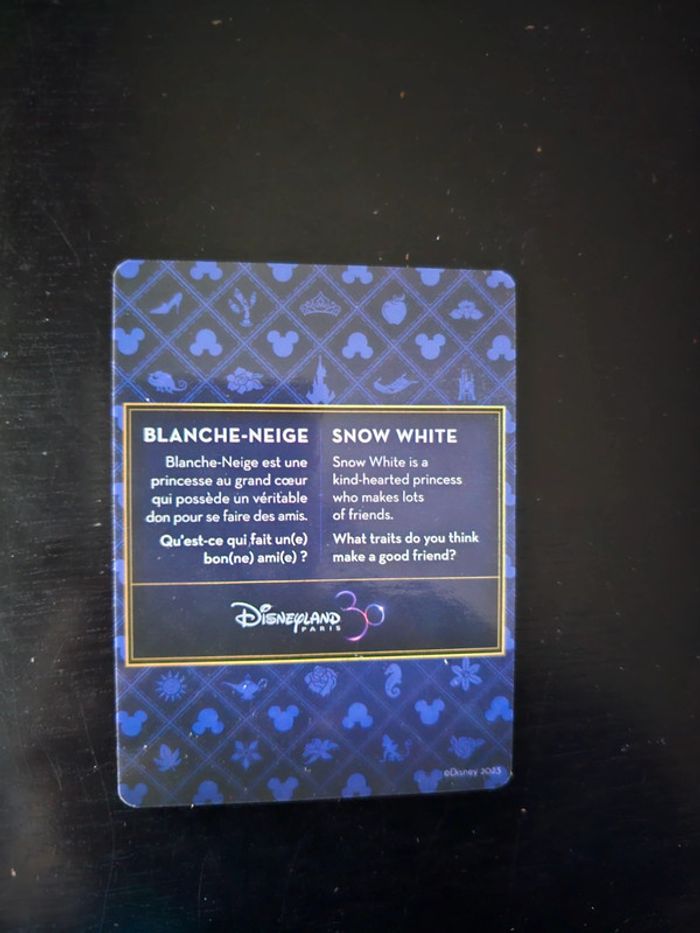 BLANCHE-NEIGE
Blanche-Neige est une
princesse au grand cœur
qui possède un véritable
don pour se faire des amis.
Qu'est-ce qui fait un(e)
bon(ne) ami(e) ?
SNOW WHITE
Snow White is a
kind-hearted princess
who makes lots
of friends.
What traits do you think
make a good friend?
Disneyland 30
PARIS
©Disney 2023